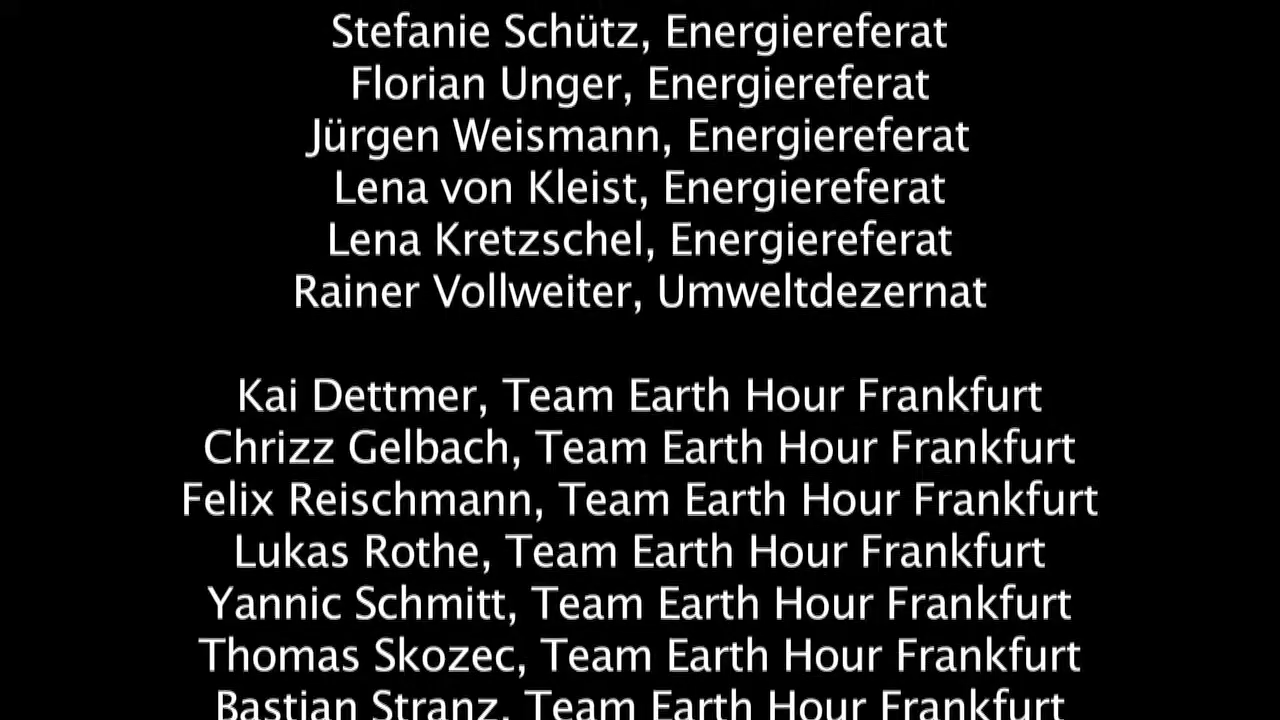 Stefanie Schütz, Energiereferat
Florian Unger, Energiereferat
Jürgen Weismann, Energiereferat
Lena von Kleist, Energiereferat
Lena Kretzschel, Energiereferat
Rainer Vollweiter, Umweltdezernat
Kai Dettmer, Team Earth Hour Frankfurt
Chrizz Gelbach, Team Earth Hour Frankfurt
Felix Reischmann, Team Earth Hour Frankfurt
Lukas Rothe, Team Earth Hour Frankfurt
Yannic Schmitt, Team Earth Hour Frankfurt
Thomas Skozec, Team Earth Hour Frankfurt
Bastian Stranz, Team Earth Hour Frankfurt